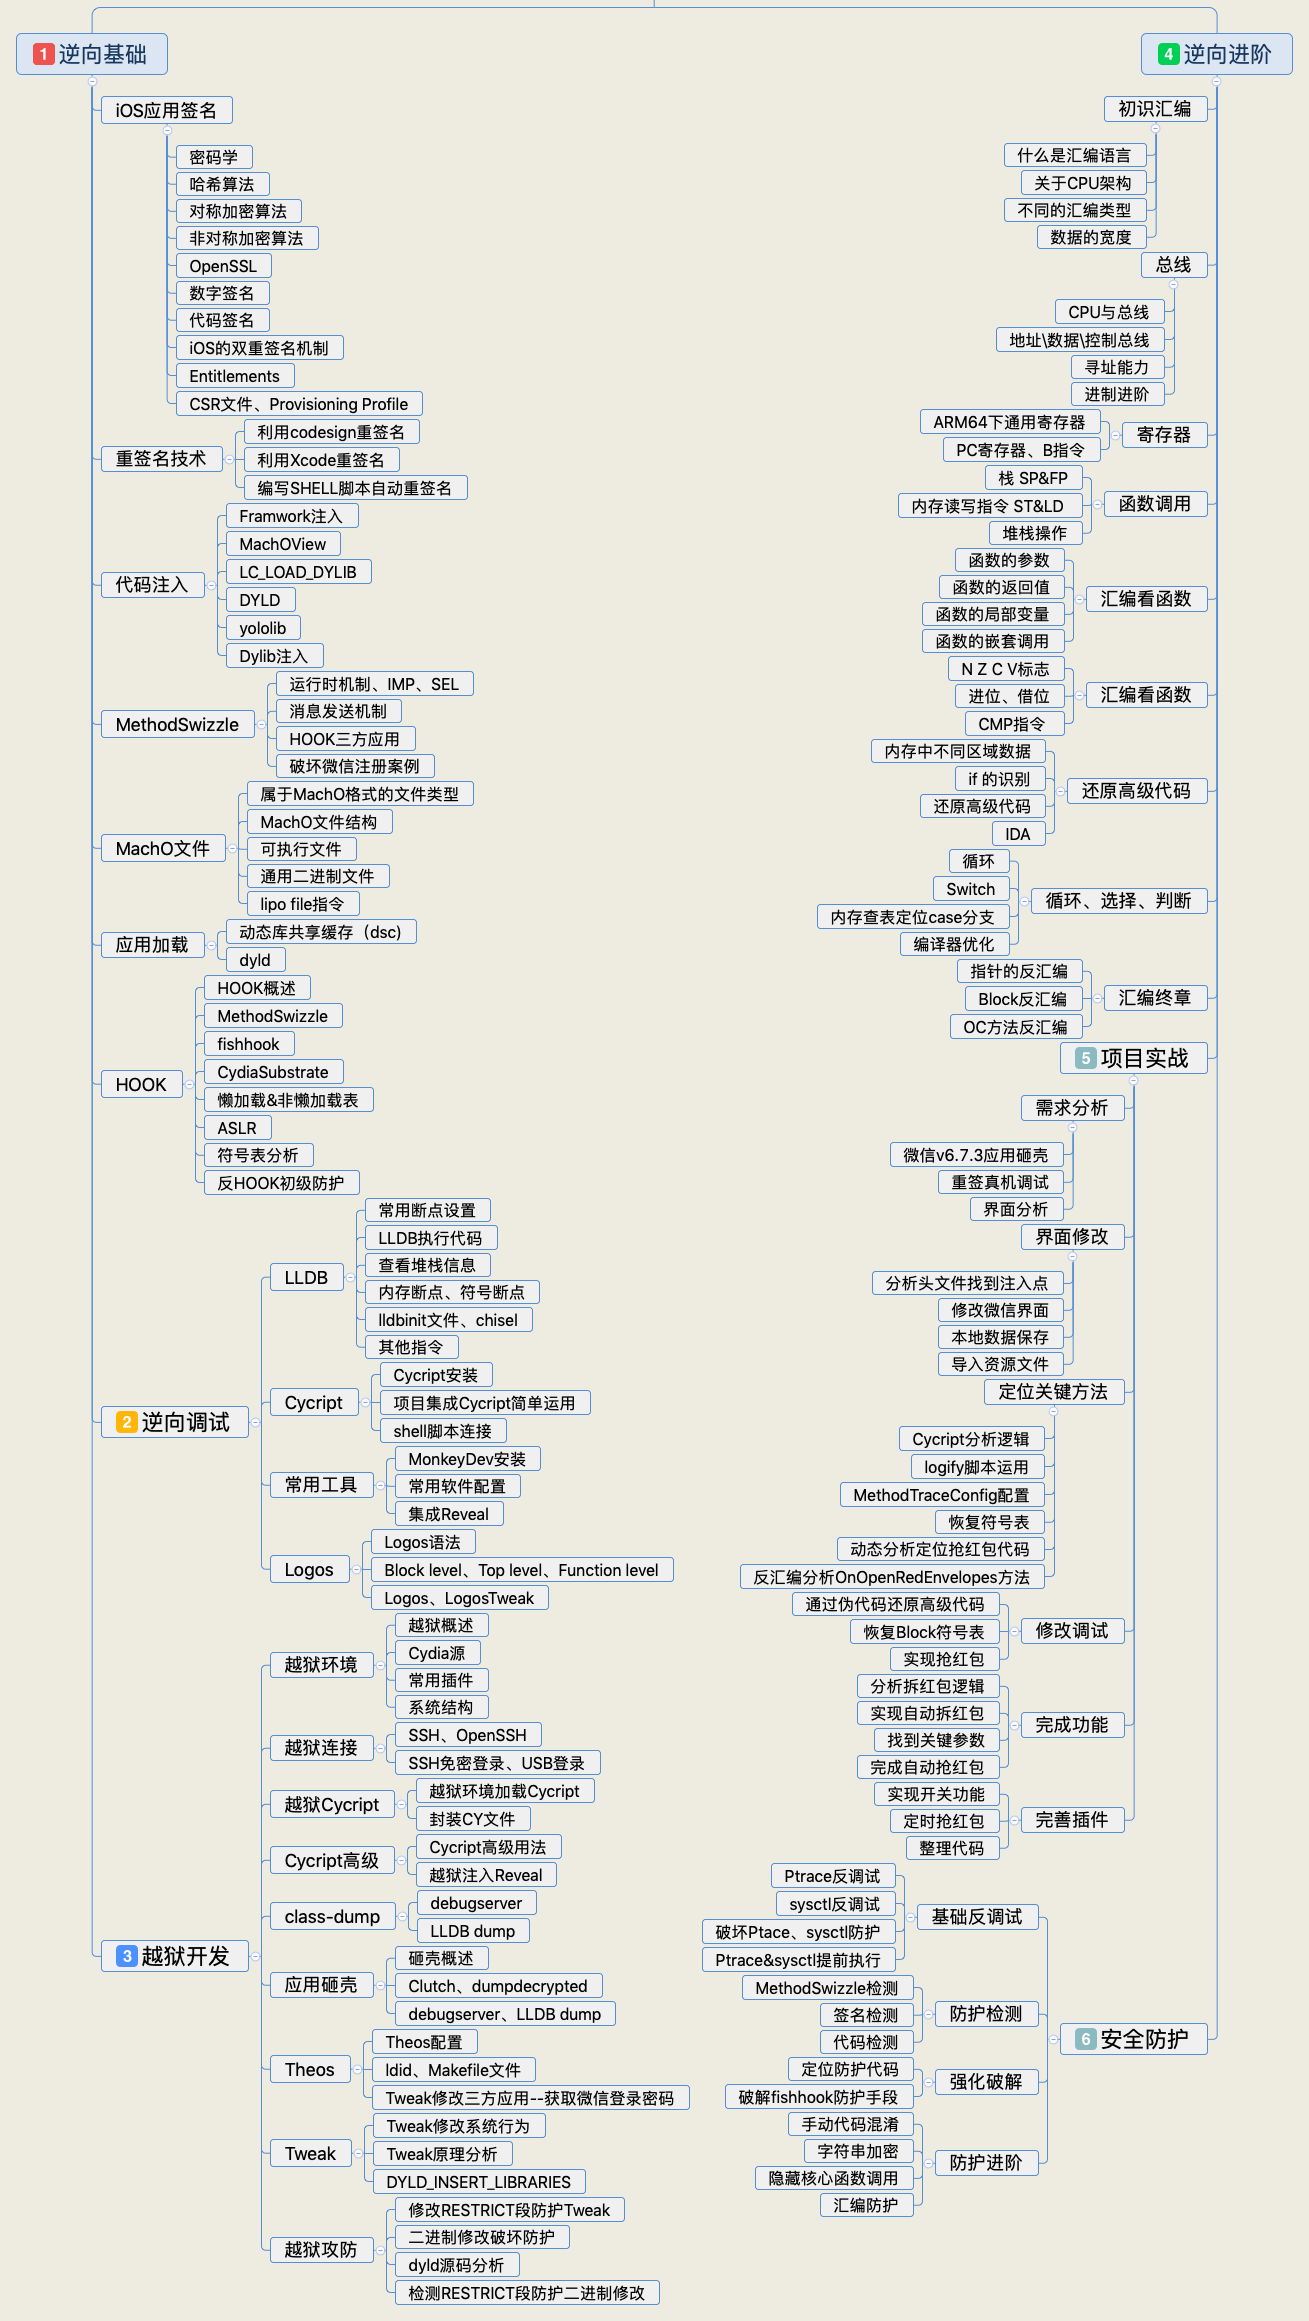 1 逆向基础
iOS应用签名
密码学
哈希算法
对称加密算法
非对称加密算法
OpenSSL
数字签名
代码签名
iOS的双重签名机制
Entitlements
CSR文件、Provisioning Profile
重签名技术
利用codesign重签名
利用Xcode重签名
编写SHELL脚本自动重签名
代码注入
Framwork注入
MachOView
LC_LOAD_DYLIB
DYLD
yololib
Dylib注入
MethodSwizzle
运行时机制、IMP、SEL
消息发送机制
HOOK三方应用
破坏微信注册案例
MachO文件
属于MachO格式的文件类型
MachO文件结构
可执行文件
通用二进制文件
lipo file指令
应用加载
动态库共享缓存（dsc)
dyld
HOOK
HOOK概述
MethodSwizzle
fishhook
CydiaSubstrate
懒加载&非懒加载表
ASLR
符号表分析
反HOOK初级防护
2 逆向调试
LLDB
常用断点设置
LLDB执行代码
查看堆栈信息
内存断点、符号断点
lldbinit文件、chisel
其他指令
Cycript
Cycript安装
项目集成Cycript简单运用
shell脚本连接
常用工具
MonkeyDev安装
常用软件配置
集成Reveal
Logos
Logos语法
Block level、Top level、Function level
Logos、LogosTweak
3 越狱开发
越狱环境
越狱概述
Cydia源
常用插件
系统结构
越狱连接
SSH、OpenSSH
SSH免密登录、USB登录
越狱Cycript
越狱环境加载Cycript
封装CY文件
Cycript高级
Cycript高级用法
越狱注入Reveal
class-dump
debugserver
LLDB dump
应用砸壳
砸壳概述
Clutch、dumpdecrypted
debugserver、LLDB dump
Theos
Theos配置
ldid、Makefile文件
Tweak修改三方应用--获取微信登录密码
Tweak
Tweak修改系统行为
Tweak原理分析
DYLD_INSERT_LIBRARIES
越狱攻防
修改RESTRICT段防护Tweak
二进制修改破坏防护
dyld源码分析
检测RESTRICT段防护二进制修改
4 逆向进阶
初识汇编
什么是汇编语言
关于CPU架构
不同的汇编类型
数据的宽度
总线
CPU与总线
地址\数据\控制总线
寻址能力
进制进阶
寄存器
ARM64下通用寄存器
PC寄存器、B指令
函数调用
栈 SP&FP
内存读写指令 ST&LD
堆栈操作
汇编看函数
函数的参数
函数的返回值
函数的局部变量
函数的嵌套调用
汇编看函数
N Z C V标志
进位、借位
CMP指令
还原高级代码
内存中不同区域数据
if 的识别
还原高级代码
IDA
循环、选择、判断
循环
Switch
内存查表定位case分支
编译器优化
汇编终章
指针的反汇编
Block反汇编
OC方法反汇编
5 项目实战
需求分析
微信v6.7.3应用砸壳
重签真机调试
界面分析
界面修改
分析头文件找到注入点
修改微信界面
本地数据保存
导入资源文件
定位关键方法
Cycript分析逻辑
logify脚本运用
MethodTraceConfig配置
恢复符号表
动态分析定位抢红包代码
反汇编分析OnOpenRedEnvelopes方法
修改调试
通过伪代码还原高级代码
恢复Block符号表
实现抢红包
完成功能
分析拆红包逻辑
实现自动拆红包
找到关键参数
完成自动抢红包
完善插件
实现开关功能
定时抢红包
整理代码
6 安全防护
基础反调试
Ptrace反调试
sysctl反调试
破坏Ptace、sysctl防护
Ptrace&sysctl提前执行
防护检测
MethodSwizzle检测
签名检测
代码检测
强化破解
定位防护代码
破解fishhook防护手段
防护进阶
手动代码混淆
字符串加密
隐藏核心函数调用
汇编防护